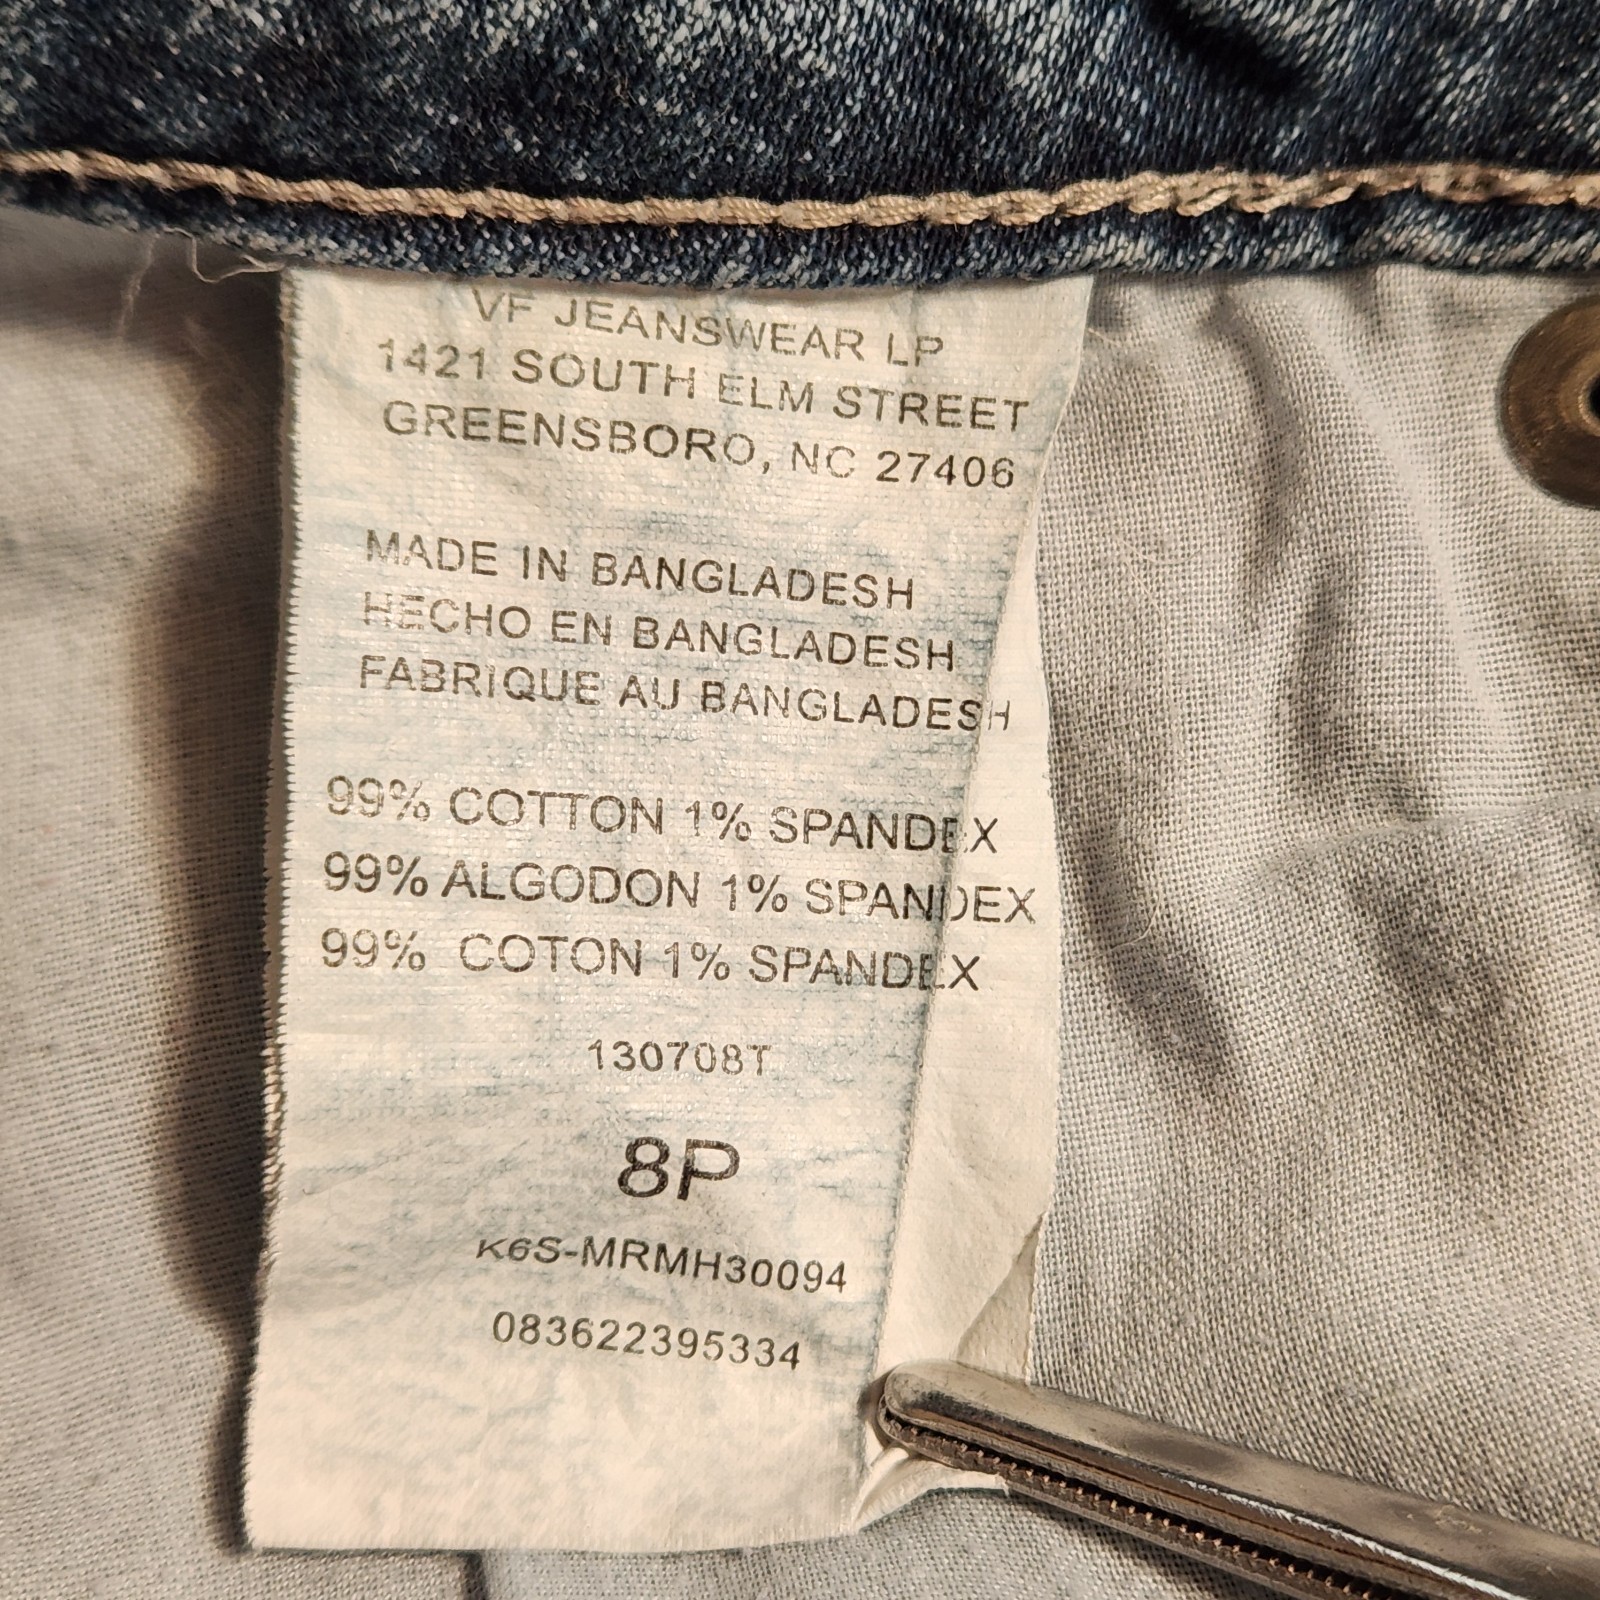 VF JEANSWEAR LP
1421 SOUTH ELM STREET
GREENSBORO, NC 27406
MADE IN BANGLADESH
HECHO EN BANGLADESH
FABRIQUE AU BANGLADESH
99% COTTON 1% SPANDEX
99% ALGODON 1% SPANDEX
99% COTON 1% SPANDEX
130708T
8P
K6S-MRMH30094
083622395334